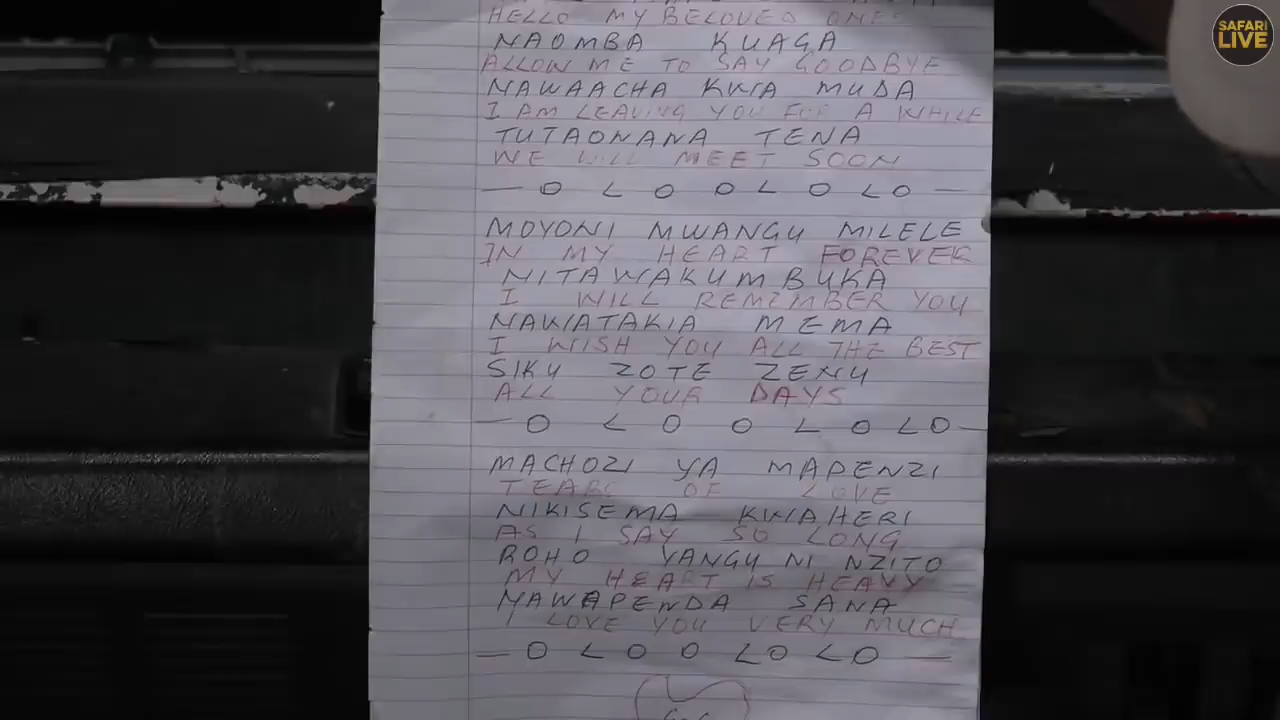 SAFARI
LIVE
HELLO MY BELOVED ONES
NAOMBA KUAGA
ALLOW ME TO SAY GOODBYE
NAWAACHA KWA MUDA
I AM LEAVING YOU FOR A WHILE
TUTAONANA TENA
WE WILL MEET SOON
— O < O O < O < O —
MOYONI MWANGU MILELE
IN MY HEART FOREVER
NITAWAKUMBUKA
I WILL REMEMBER YOU
NAWATAKIA MEMA
I WISH YOU ALL THE BEST
SIKU ZOTE ZENU
ALL YOUR DAYS
— O < O O < O < O —
MACHOZI YA MAPENZI
TEARS OF LOVE
NIKISEMA KWAHERI
AS I SAY SO LONG
ROHO YANGU NI NZITO
MY HEART IS HEAVY
NAWAPENDA SANA
I LOVE YOU VERY MUCH
— O < O O < O < O —